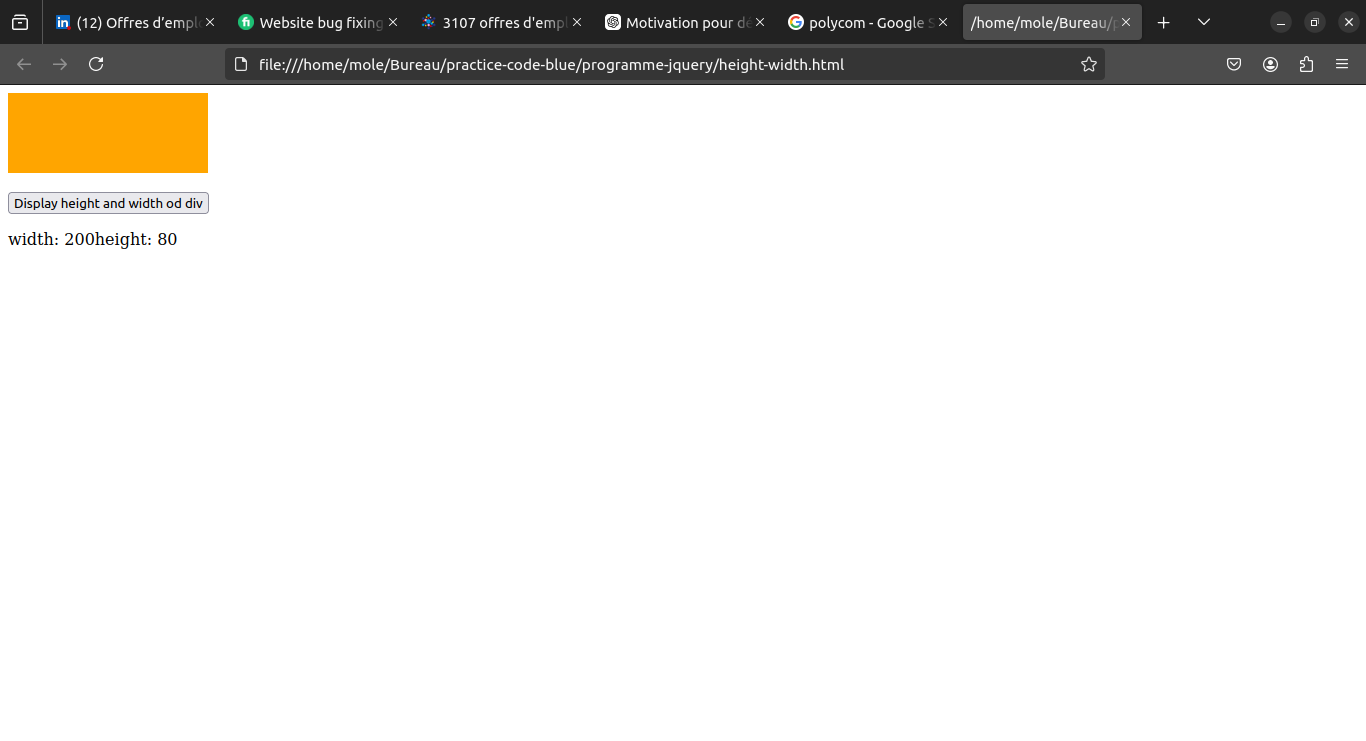 (12) Offres d'emplo
Website bug fixing
3107 offres d'empl
Motivation pour dé
polycom - Google S
/home/mole/Bureau/p
file:///home/mole/Bureau/practice-code-blue/programme-jquery/height-width.html
Display height and width od div
width: 200height: 80